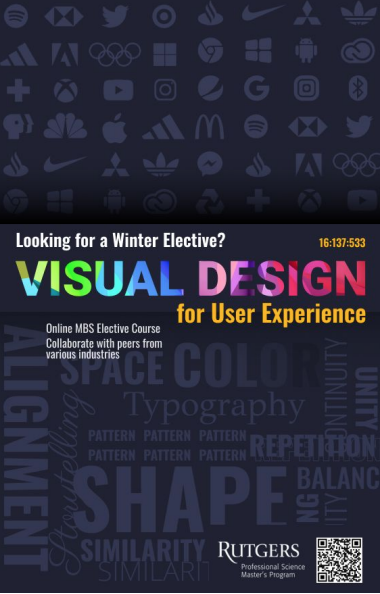 Looking for a Winter Elective?
16:137:533
VISUAL DESIGN
for User Experience
Online MBS Elective Course
Collaborate with peers from
various industries
ALIGNMENT
Storytelling
SPACE
COLOR
CONTINUITY
UNITY
Typography
PATTERN PATTERN PATTERN
PATTERN PATTERN PATTERN
REPETITION
SHAPE
BALANC
SIMILARITY
SIMILARIT
RUTGERS
Professional Science
Master's Program